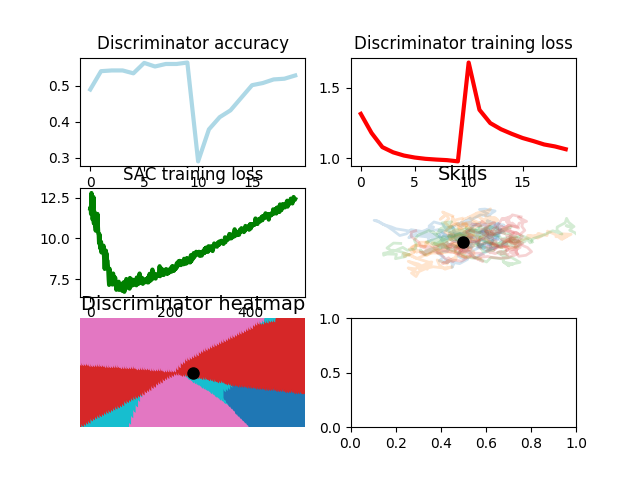 Discriminator accuracy
0.5
0.4
0.3
0 5 10 15
Discriminator training loss
1.5
1.0
0 5 10 15
SAC training loss
12.5
10.0
7.5
0 200 400
Skills
Discriminator heatmap
1.0
0.5
0.0
0.0 0.2 0.4 0.6 0.8 1.0